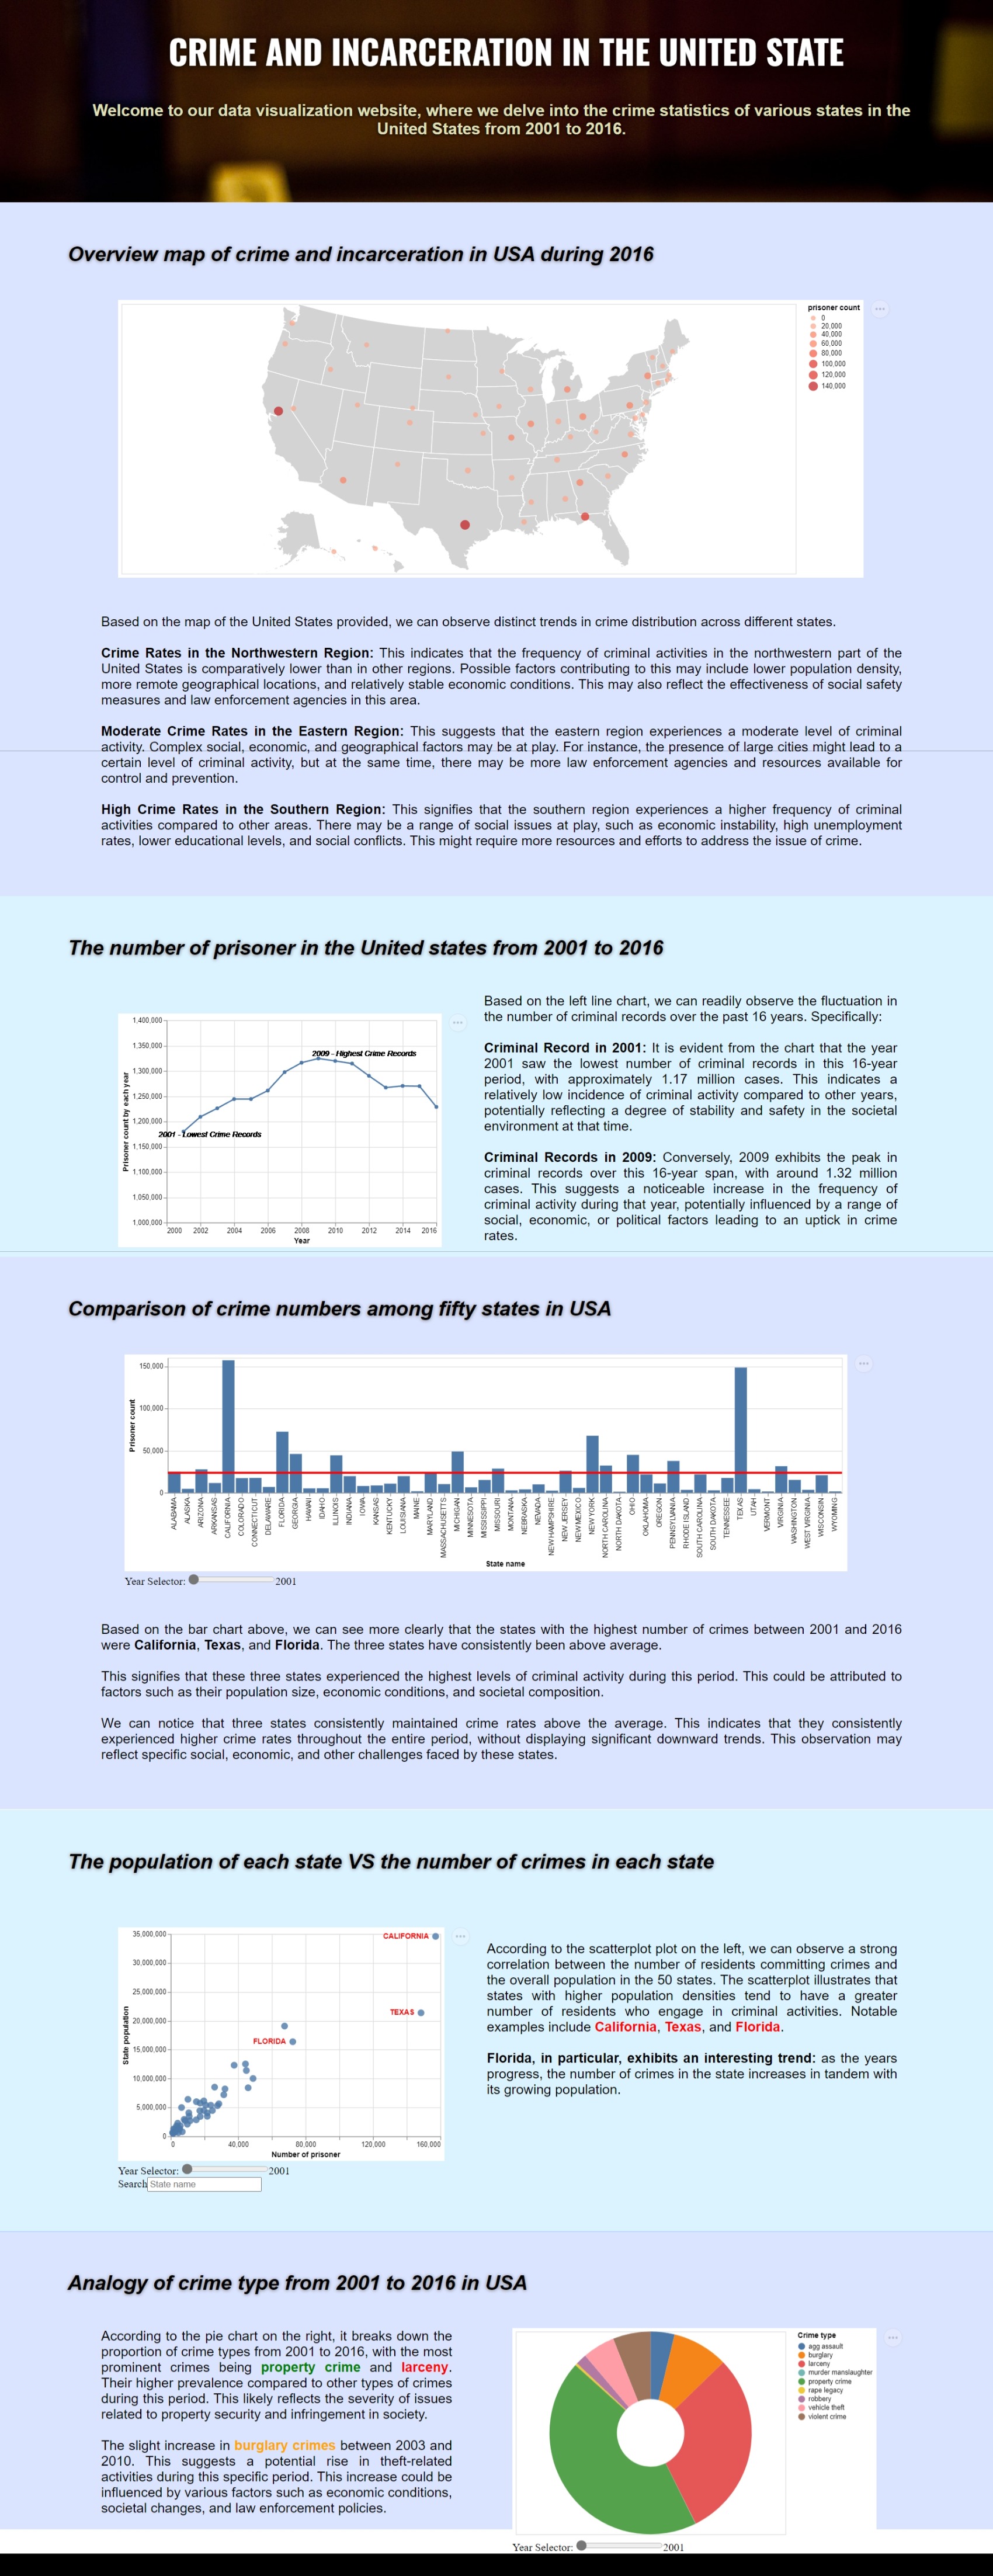 CRIME AND INCARCERATION IN THE UNITED STATE
Welcome to our data visualization website, where we delve into the crime statistics of various states in the
United States from 2001 to 2016.
Overview map of crime and incarceration in USA during 2016
prisoner count
0
20,000
40,000
60,000
80,000
100,000
120,000
140,000
Based on the map of the United States provided, we can observe distinct trends in crime distribution across different states.
Crime Rates in the Northwestern Region: This indicates that the frequency of criminal activities in the northwestern part of the
United States is comparatively lower than in other regions. Possible factors contributing to this may include lower population density,
more remote geographical locations, and relatively stable economic conditions. This may also reflect the effectiveness of social safety
measures and law enforcement agencies in this area.
Moderate Crime Rates in the Eastern Region: This suggests that the eastern region experiences a moderate level of criminal
activity. Complex social, economic, and geographical factors may be at play. For instance, the presence of large cities might lead to a
certain level of criminal activity, but at the same time, there may be more law enforcement agencies and resources available for
control and prevention.
High Crime Rates in the Southern Region: This signifies that the southern region experiences a higher frequency of criminal
activities compared to other areas. There may be a range of social issues at play, such as economic instability, high unemployment
rates, lower educational levels, and social conflicts. This might require more resources and efforts to address the issue of crime.
The number of prisoner in the United states from 2001 to 2016
1,400,000
1,350,000
1,300,000
1,250,000
1,200,000
1,150,000
1,100,000
1,050,000
1,000,000
Prisoner count by each year
2009 - Highest Crime Records
2001 - Lowest Crime Records
2000 2002 2004 2006 2008 2010 2012 2014 2016
Year
Based on the left line chart, we can readily observe the fluctuation in
the number of criminal records over the past 16 years. Specifically:
Criminal Record in 2001: It is evident from the chart that the year
2001 saw the lowest number of criminal records in this 16-year
period, with approximately 1.17 million cases. This indicates a
relatively low incidence of criminal activity compared to other years,
potentially reflecting a degree of stability and safety in the societal
environment at that time.
Criminal Records in 2009: Conversely, 2009 exhibits the peak in
criminal records over this 16-year span, with around 1.32 million
cases. This suggests a noticeable increase in the frequency of
criminal activity during that year, potentially influenced by a range of
social, economic, or political factors leading to an uptick in crime
rates.
Comparison of crime numbers among fifty states in USA
150,000
100,000
50,000
0
Prisoner count
ALABAMA
ALASKA
ARIZONA
ARKANSAS
CALIFORNIA
COLORADO
CONNECTICUT
DELAWARE
FLORIDA
GEORGIA
HAWAII
IDAHO
ILLINOIS
INDIANA
IOWA
KANSAS
KENTUCKY
LOUISIANA
MAINE
MARYLAND
MASSACHUSETTS
MICHIGAN
MINNESOTA
MISSISSIPPI
MISSOURI
MONTANA
NEBRASKA
NEVADA
NEW HAMPSHIRE
NEW JERSEY
NEW MEXICO
NEW YORK
NORTH CAROLINA
NORTH DAKOTA
OHIO
OKLAHOMA
OREGON
PENNSYLVANIA
RHODE ISLAND
SOUTH CAROLINA
SOUTH DAKOTA
TENNESSEE
TEXAS
UTAH
VERMONT
VIRGINIA
WASHINGTON
WEST VIRGINIA
WISCONSIN
WYOMING
State name
Year Selector: 2001
Based on the bar chart above, we can see more clearly that the states with the highest number of crimes between 2001 and 2016
were California, Texas, and Florida. The three states have consistently been above average.
This signifies that these three states experienced the highest levels of criminal activity during this period. This could be attributed to
factors such as their population size, economic conditions, and societal composition.
We can notice that three states consistently maintained crime rates above the average. This indicates that they consistently
experienced higher crime rates throughout the entire period, without displaying significant downward trends. This observation may
reflect specific social, economic, and other challenges faced by these states.
The population of each state VS the number of crimes in each state
35,000,000
30,000,000
25,000,000
20,000,000
15,000,000
10,000,000
5,000,000
0
State population
CALIFORNIA
TEXAS
FLORIDA
0 40,000 80,000 120,000 160,000
Number of prisoner
Year Selector: 2001
Search State name
According to the scatterplot plot on the left, we can observe a strong
correlation between the number of residents committing crimes and
the overall population in the 50 states. The scatterplot illustrates that
states with higher population densities tend to have a greater
number of residents who engage in criminal activities. Notable
examples include California, Texas, and Florida.
Florida, in particular, exhibits an interesting trend: as the years
progress, the number of crimes in the state increases in tandem with
its growing population.
Analogy of crime type from 2001 to 2016 in USA
According to the pie chart on the right, it breaks down the
proportion of crime types from 2001 to 2016, with the most
prominent crimes being property crime and larceny.
Their higher prevalence compared to other types of crimes
during this period. This likely reflects the severity of issues
related to property security and infringement in society.
The slight increase in burglary crimes between 2003 and
2010. This suggests a potential rise in theft-related
activities during this specific period. This increase could be
influenced by various factors such as economic conditions,
societal changes, and law enforcement policies.
Crime type
agg assault
burglary
larceny
murder manslaughter
property crime
rape legacy
robbery
vehicle theft
violent crime
Year Selector: 2001